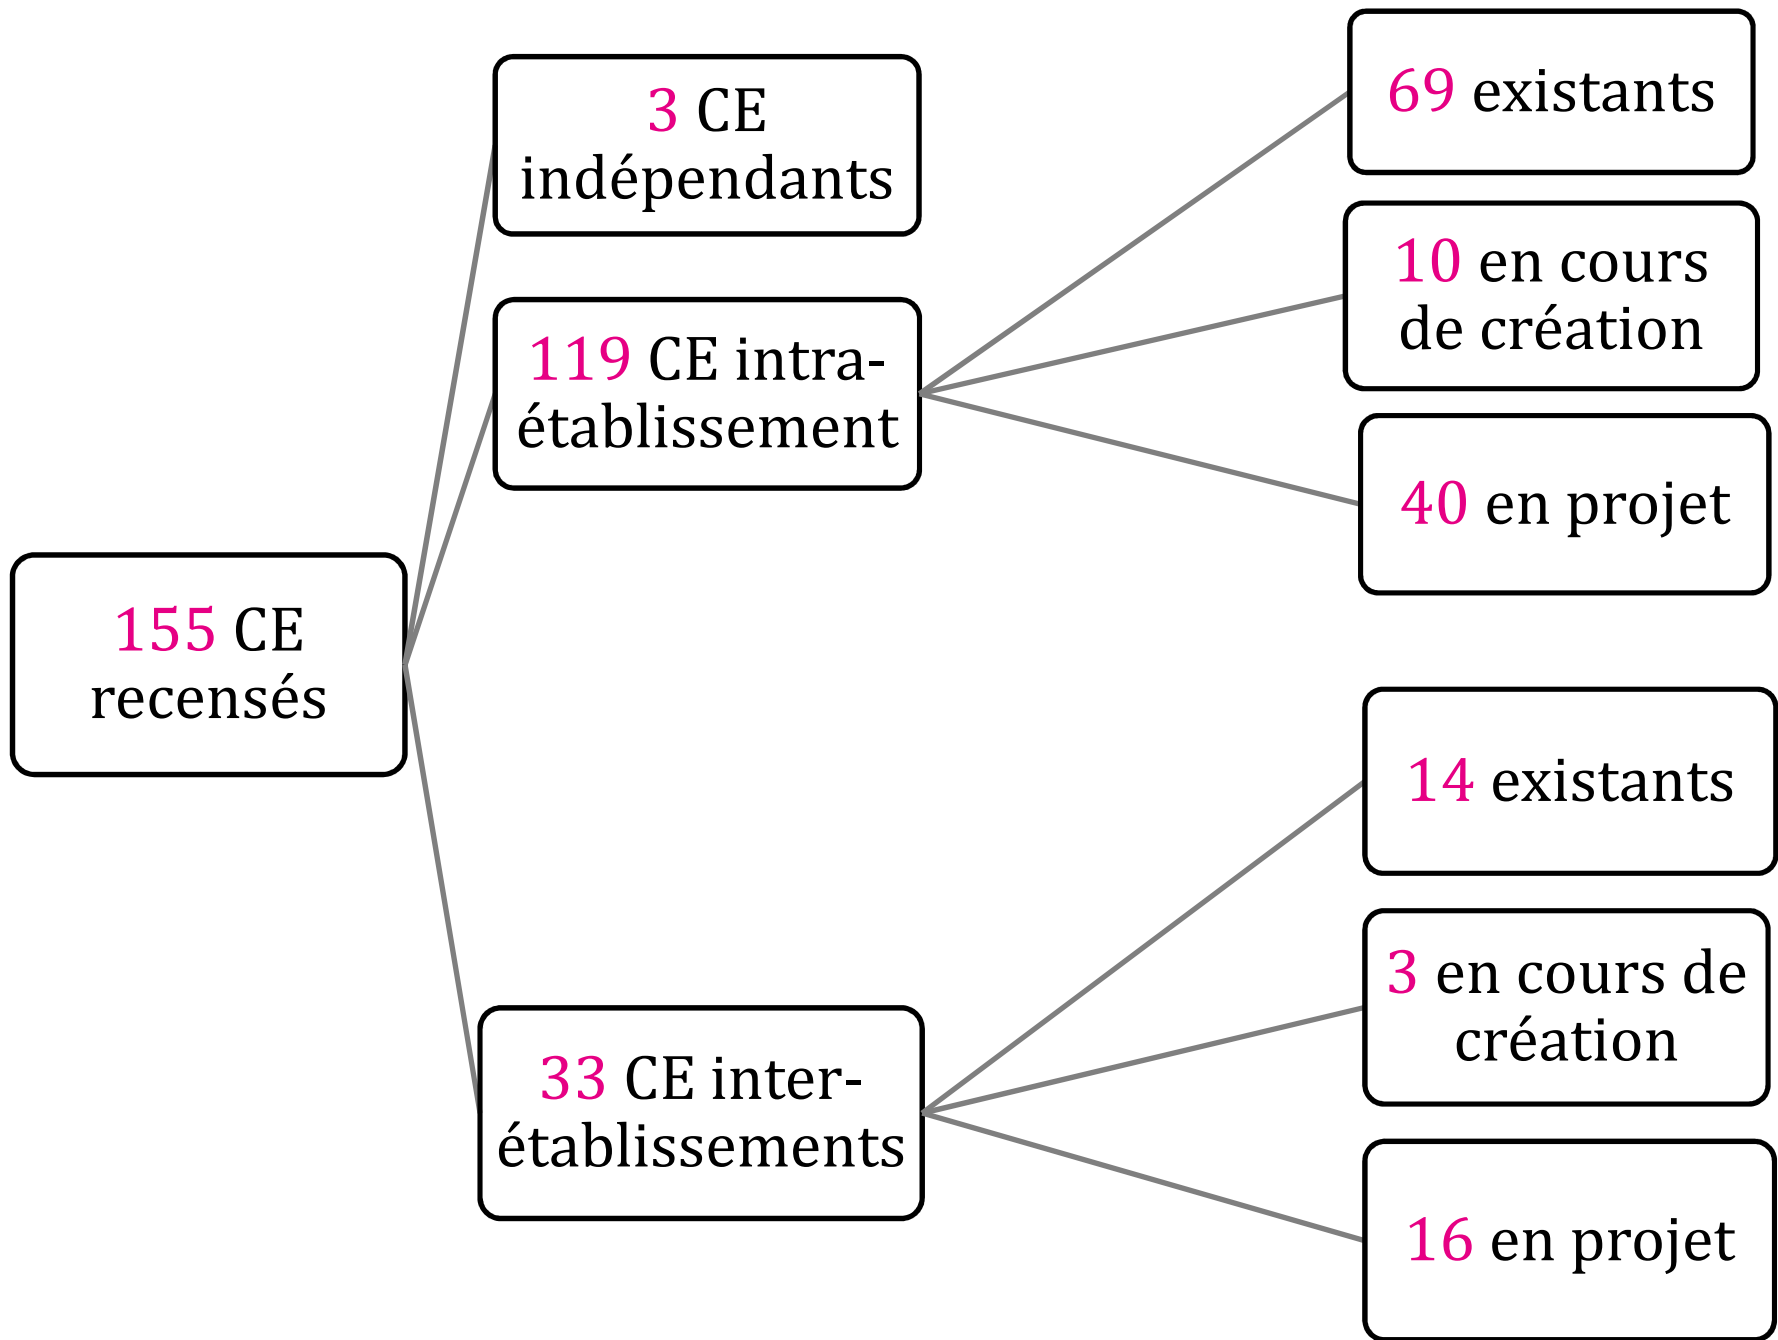 155 CE
recensés
3 CE
indépendants
119 CE intra-
établissement
69 existants
10 en cours
de création
40 en projet
33 CE inter-
établissements
14 existants
3 en cours de
création
16 en projet